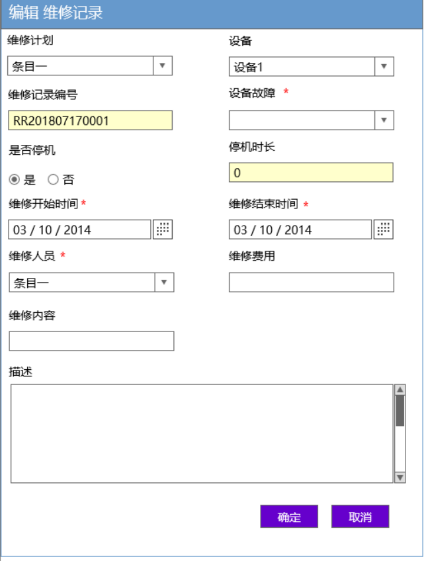 编辑 维修记录
维修计划
设备
条目一
设备1
维修记录编号
设备故障 *
RR201807170001
是否停机
停机时长
是 否
0
维修开始时间*
维修结束时间 *
03 / 10 / 2014
03 / 10 / 2014
维修人员 *
维修费用
条目一
维修内容
描述
确定
取消